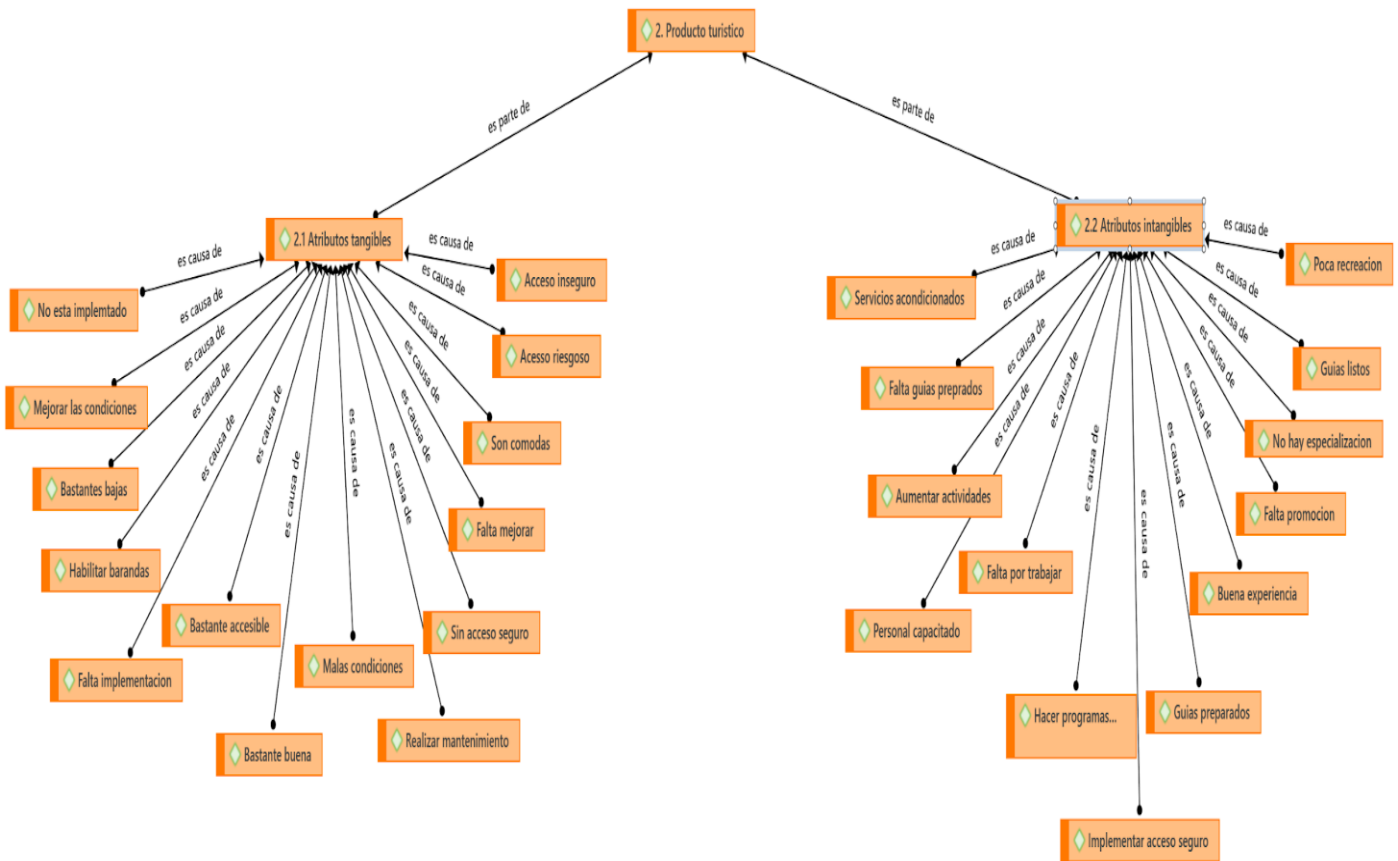 2. Producto turistico
es parte de
es parte de
2.1 Atributos tangibles
2.2 Atributos intangibles
es causa de
es causa de
es causa de
es causa de
No esta implemtado
Acceso inseguro
Servicios acondicionados
Poca recreacion
es causa de
es causa de
es causa de
es causa de
Mejorar las condiciones
Acesso riesgoso
Falta guias preprados
Guias listos
es causa de
es causa de
es causa de
es causa de
Bastantes bajas
Son comodas
Aumentar actividades
No hay especializacion
es causa de
es causa de
es causa de
es causa de
Habilitar barandas
Falta mejorar
Falta por trabajar
Falta promocion
es causa de
es causa de
es causa de
es causa de
Falta implementacion
Bastante accesible
Sin acceso seguro
Personal capacitado
Buena experiencia
es causa de
es causa de
es causa de
es causa de
Malas condiciones
Realizar mantenimiento
Hacer programas...
Guias preparados
es causa de
es causa de
es causa de
Bastante buena
Implementar acceso seguro